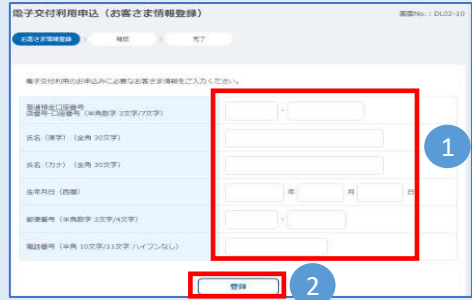 電子交付利用申込（お客さま情報登録）
画面No.：DL02-10
お客さま情報登録 > 確認 > 完了
電子交付利用のお申込みに必要なお客さま情報をご入力ください。
普通預金口座番号
店番号-口座番号（半角数字 3文字/7文字）
-
氏名（漢字）（全角 30文字）
氏名（カナ）（全角 30文字）
生年月日（西暦）
年 月 日
郵便番号（半角数字 3文字/4文字）
-
電話番号（半角 10文字/11文字 ハイフンなし）
1
登録
2